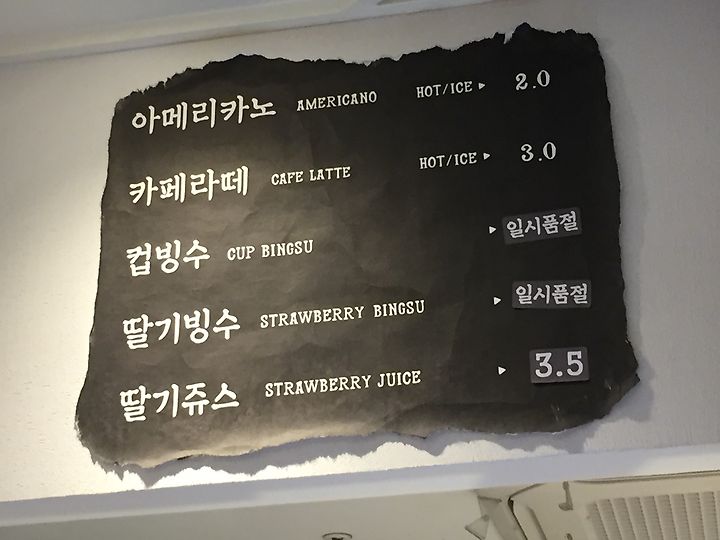 아메리카노 AMERICANO HOT/ICE ▸ 2.0
카페라떼 CAFE LATTE HOT/ICE ▸ 3.0
컵빙수 CUP BINGSU ▸ 일시품절
딸기빙수 STRAWBERRY BINGSU ▸ 일시품절
딸기쥬스 STRAWBERRY JUICE ▸ 3.5